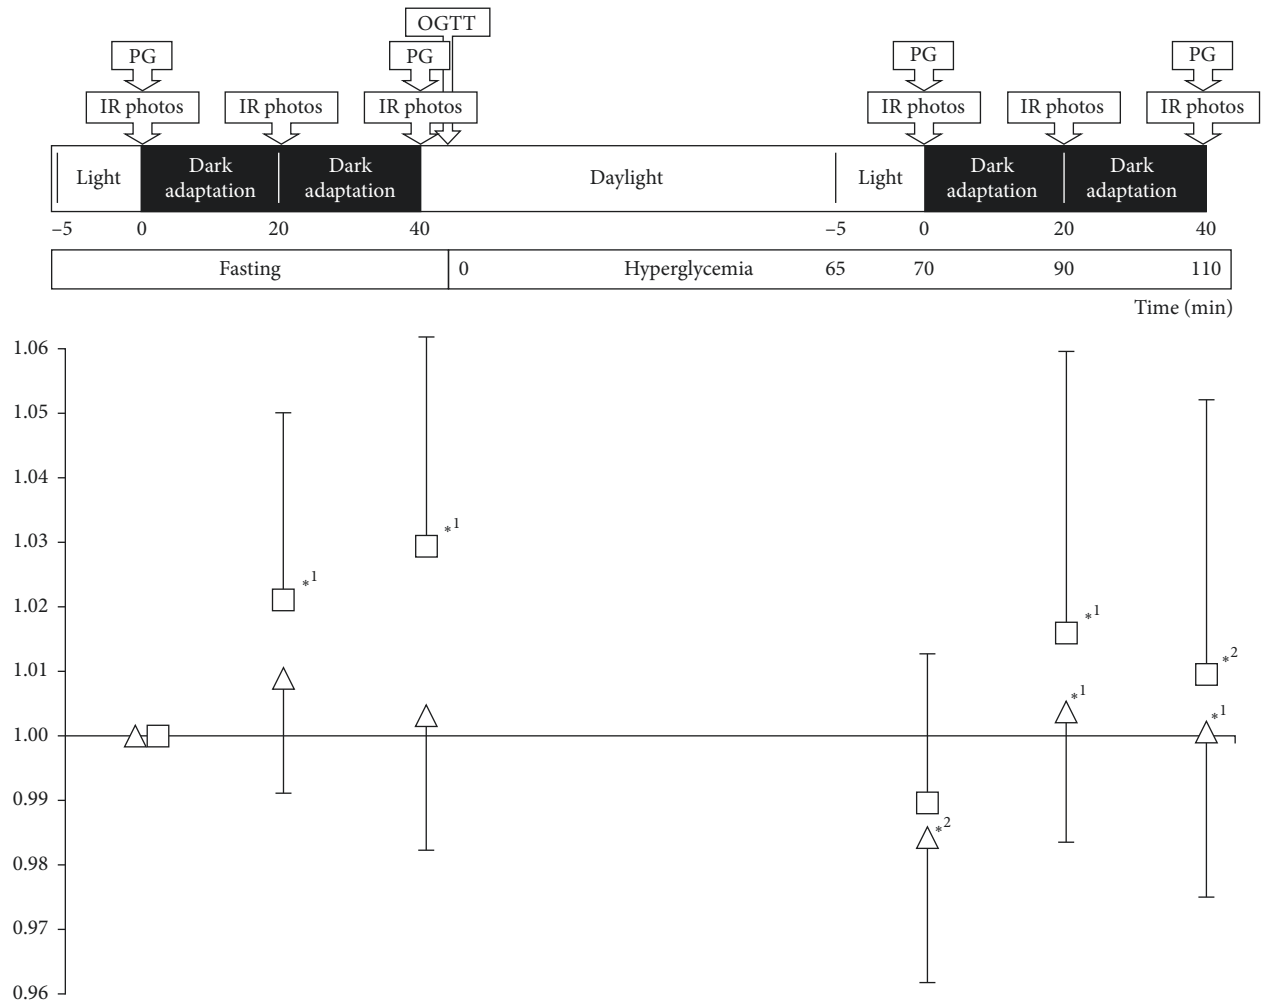 OGTT
PG PG PG PG
IR photos IR photos IR photos IR photos IR photos IR photos
Light Dark adaptation Dark adaptation Daylight Light Dark adaptation Dark adaptation
–5 0 20 40 –5 0 20 40
Fasting 0 Hyperglycemia 65 70 90 110
Time (min)
1.06
1.05
1.04
1.03
1.02
1.01
1.00
0.99
0.98
0.97
0.96
*1
*1
*2
*1
*1
*2
*1